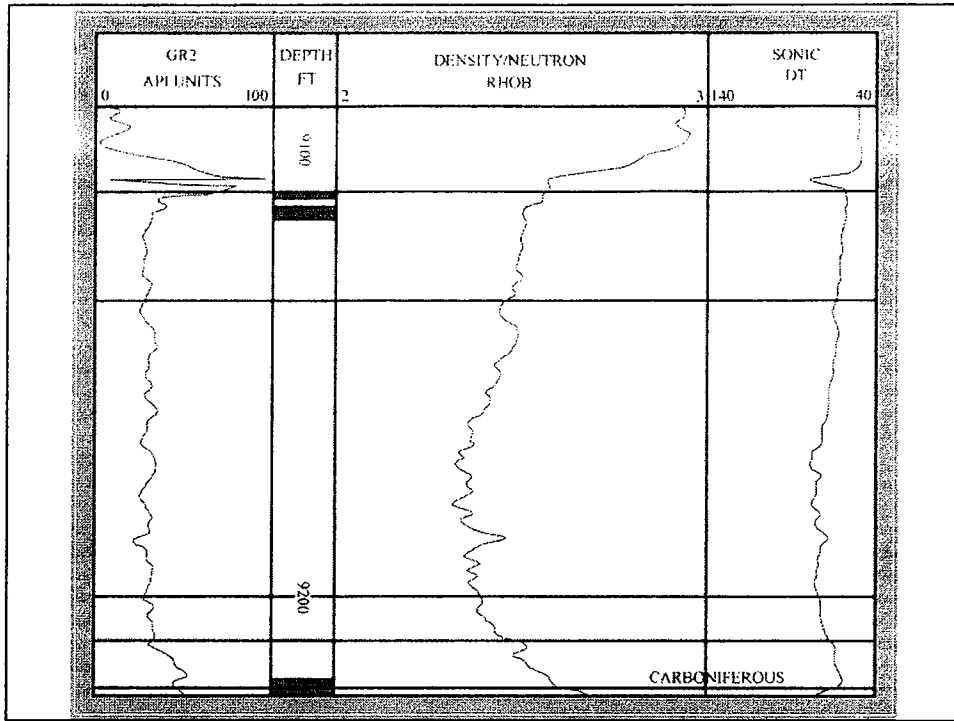 GR2 DEPTH DENSITY/NEUTRON SONIC
API UNITS FT RHOB DT
0 100 2 3 140 40
9100
9200
CARBONIFEROUS